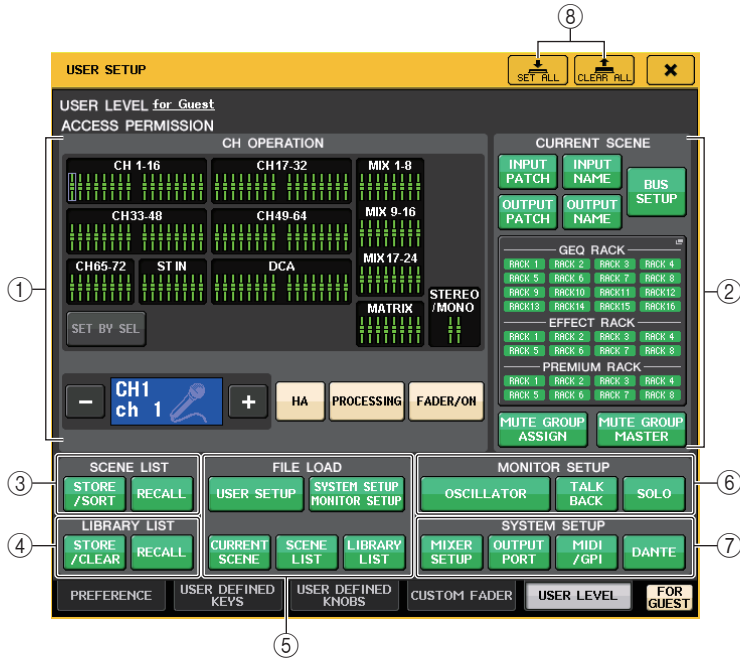 ⑧
USER SETUP
SET ALL
CLEAR ALL
USER LEVEL for Guest
ACCESS PERMISSION
①
CH OPERATION
CH 1-16
CH17-32
MIX 1-8
CH33-48
CH49-64
MIX 9-16
CH65-72
ST IN
DCA
MIX17-24
MATRIX
STEREO
/MONO
SET BY SEL
−
CH1
ch 1
+
HA
PROCESSING
FADER/ON
②
CURRENT SCENE
INPUT
PATCH
INPUT
NAME
BUS
SETUP
OUTPUT
PATCH
OUTPUT
NAME
GEQ RACK
RACK 1 RACK 2 RACK 3 RACK 4
RACK 5 RACK 6 RACK 7 RACK 8
RACK 9 RACK10 RACK11 RACK12
RACK13 RACK14 RACK15 RACK16
EFFECT RACK
RACK 1 RACK 2 RACK 3 RACK 4
RACK 5 RACK 6 RACK 7 RACK 8
PREMIUM RACK
RACK 1 RACK 2 RACK 3 RACK 4
RACK 5 RACK 6 RACK 7 RACK 8
MUTE GROUP
ASSIGN
MUTE GROUP
MASTER
③
SCENE LIST
STORE
/SORT
RECALL
④
LIBRARY LIST
STORE
/CLEAR
RECALL
FILE LOAD
USER SETUP
SYSTEM SETUP
MONITOR SETUP
CURRENT
SCENE
SCENE
LIST
LIBRARY
LIST
⑤
MONITOR SETUP
OSCILLATOR
TALK
BACK
SOLO
⑥
SYSTEM SETUP
MIXER
SETUP
OUTPUT
PORT
MIDI
/GPI
DANTE
⑦
PREFERENCE
USER DEFINED
KEYS
USER DEFINED
KNOBS
CUSTOM FADER
USER LEVEL
FOR
GUEST